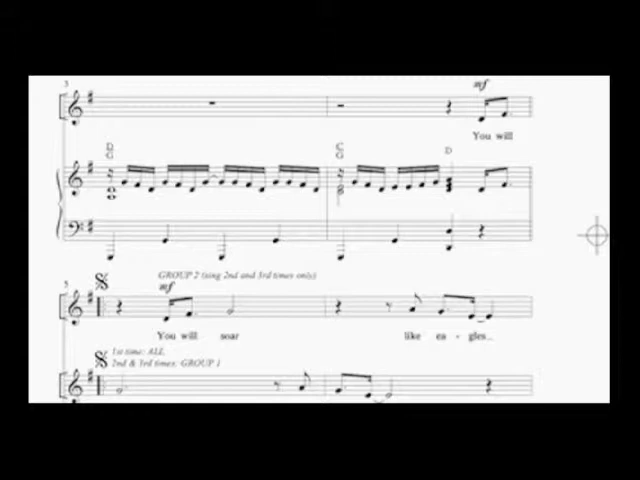 3
mf
You will
D
G
C
G
D
5
GROUP 2 (sing 2nd and 3rd times only)
mf
You will soar like ea - gles
1st time: ALL
2nd & 3rd times: GROUP 1